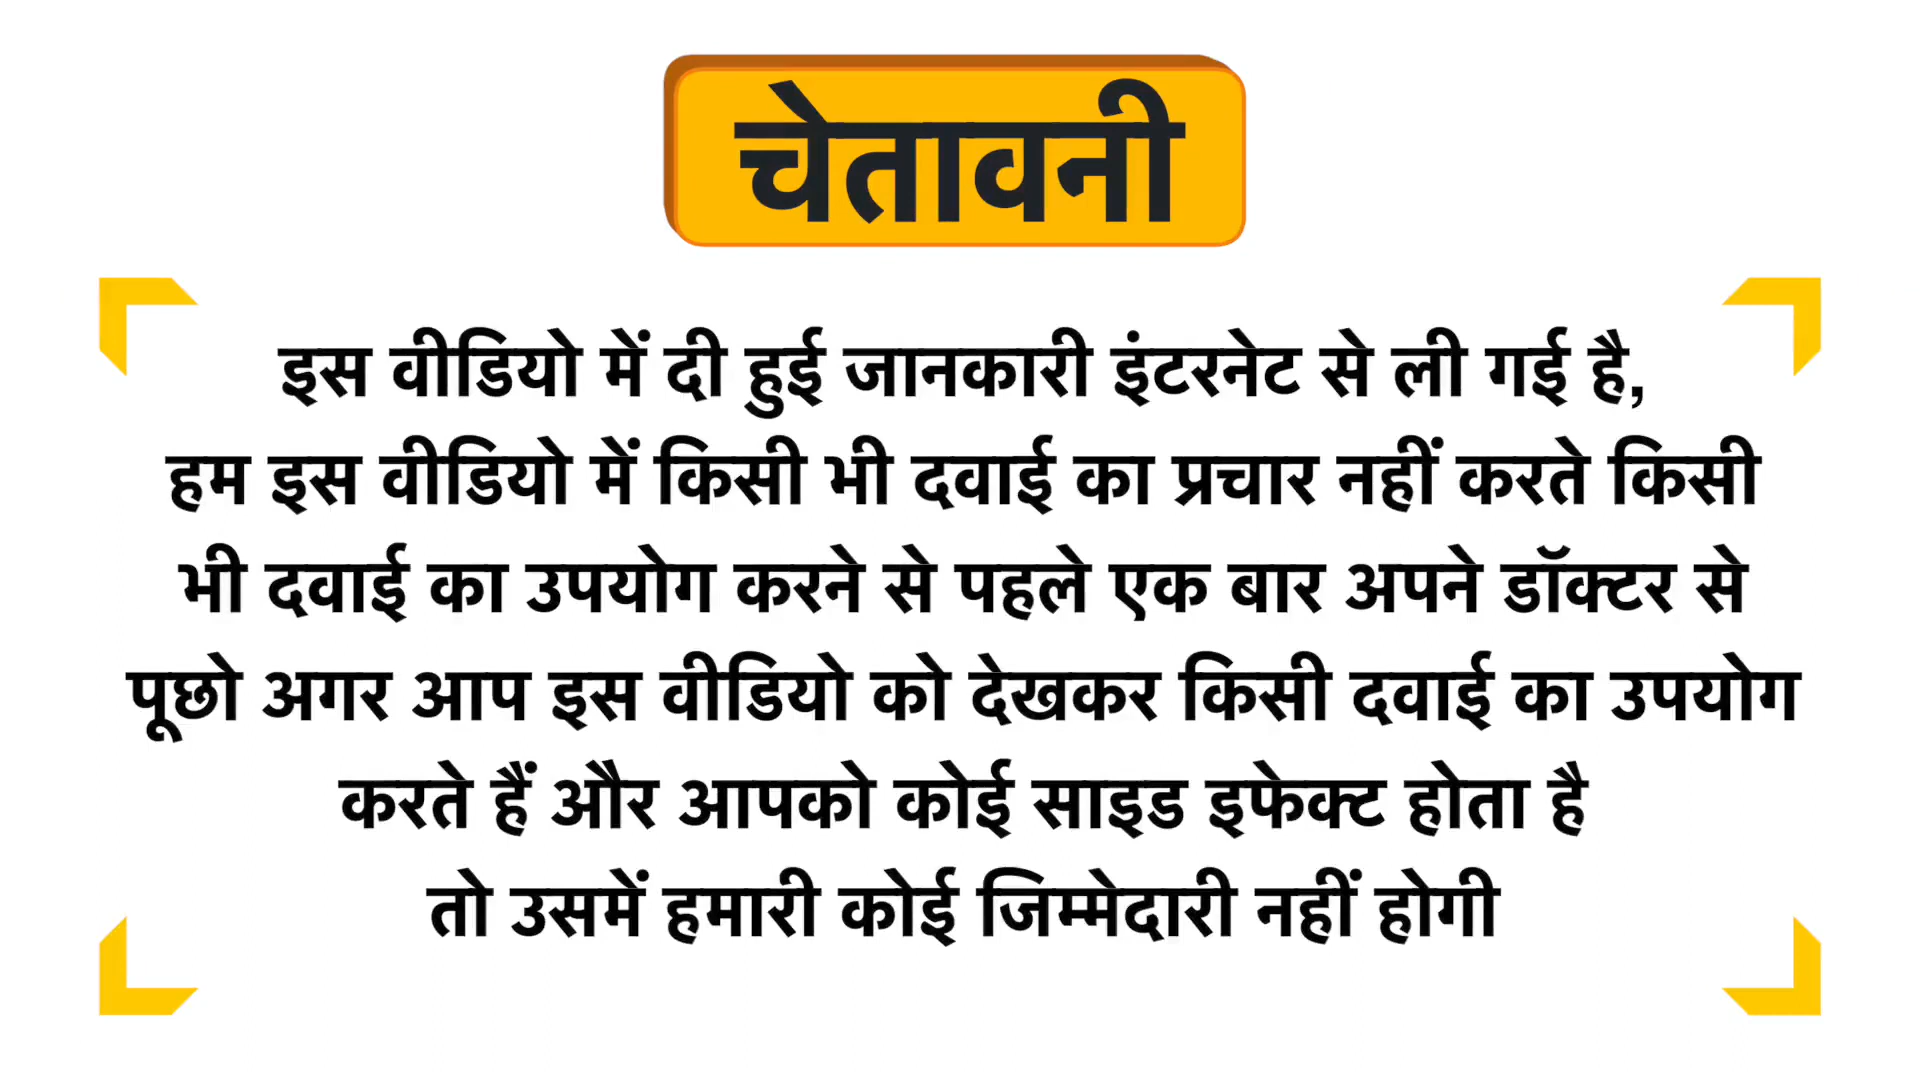 चेतावनी
इस वीडियो में दी हुई जानकारी इंटरनेट से ली गई है,
हम इस वीडियो में किसी भी दवाई का प्रचार नहीं करते किसी
भी दवाई का उपयोग करने से पहले एक बार अपने डॉक्टर से
पूछो अगर आप इस वीडियो को देखकर किसी दवाई का उपयोग
करते हैं और आपको कोई साइड इफेक्ट होता है
तो उसमें हमारी कोई जिम्मेदारी नहीं होगी